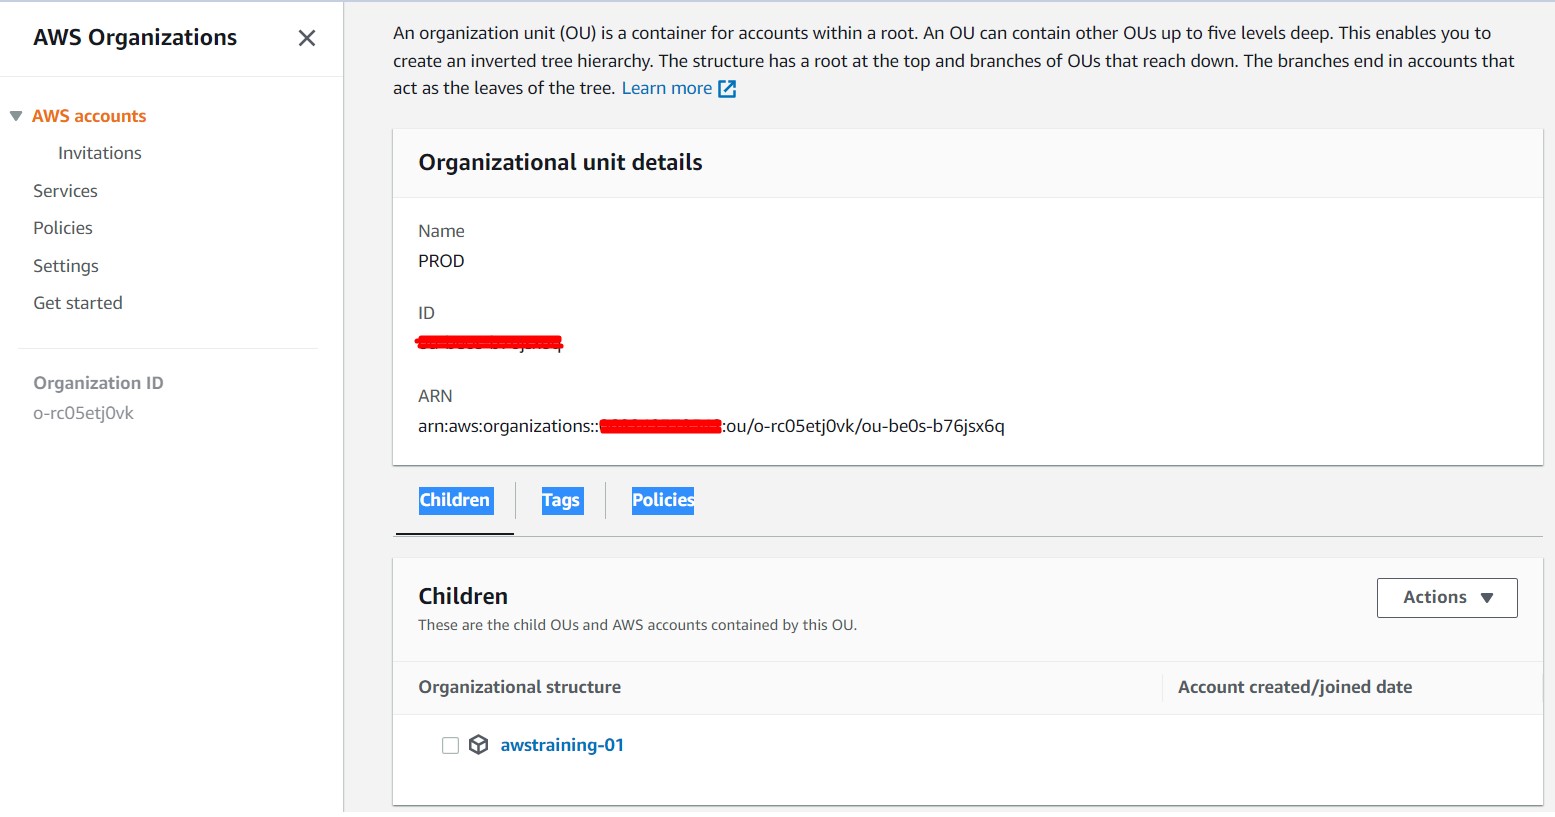 AWS Organizations
AWS accounts
Invitations
Services
Policies
Settings
Get started
Organization ID
o-rc05etj0vk
An organization unit (OU) is a container for accounts within a root. An OU can contain other OUs up to five levels deep. This enables you to
create an inverted tree hierarchy. The structure has a root at the top and branches of OUs that reach down. The branches end in accounts that
act as the leaves of the tree. Learn more
Organizational unit details
Name
PROD
ID
ARN
arn:aws:organizations:: :ou/o-rc05etj0vk/ou-be0s-b76jsx6q
Children Tags Policies
Children
Actions
These are the child OUs and AWS accounts contained by this OU.
Organizational structure Account created/joined date
awstraining-01